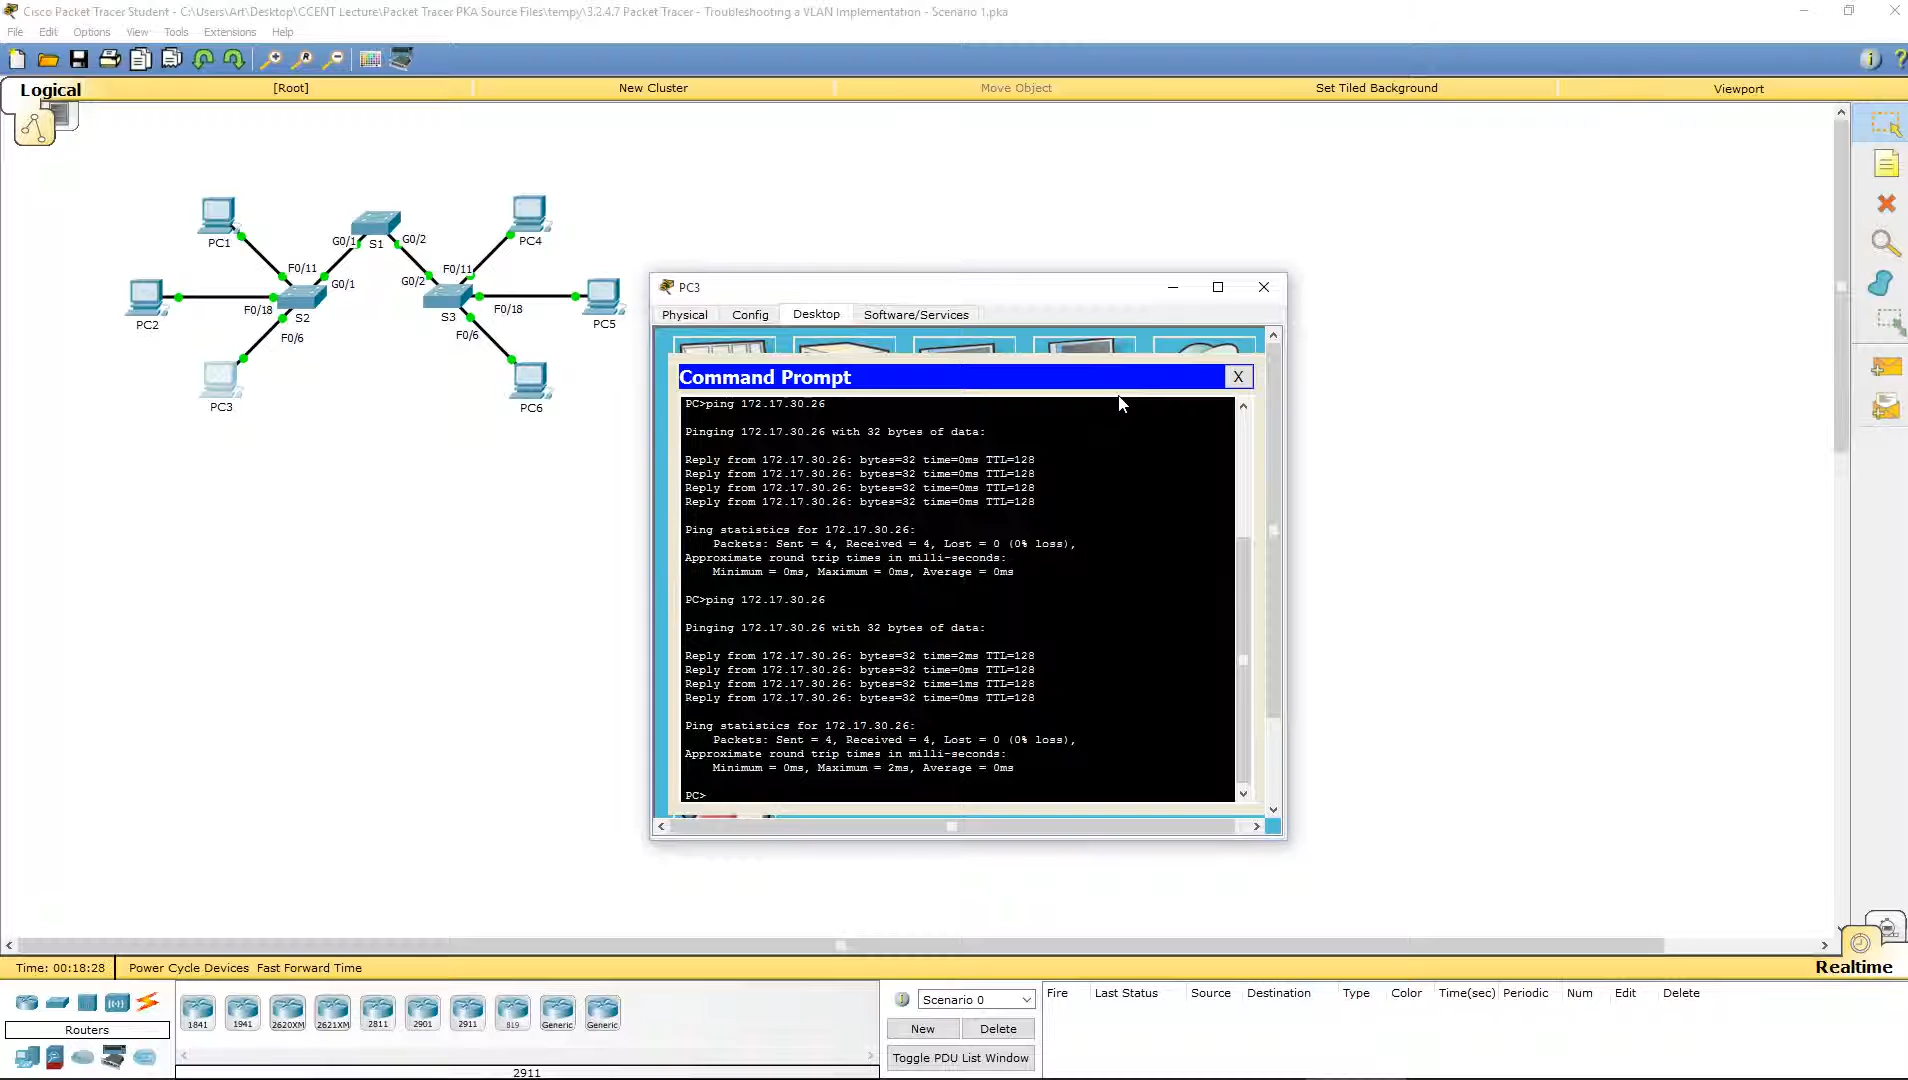 Cisco Packet Tracer Student - C:\Users\Art\Desktop\CCENT Lecture\Packet Tracer PKA Source Files\tempy\3.2.4.7 Packet Tracer - Troubleshooting a VLAN Implementation - Scenario 1.pka
File Edit Options View Tools Extensions Help
Logical [Root] New Cluster Move Object Set Tiled Background Viewport
PC1 G0/1 S1 G0/2 PC4
F0/11 G0/1 G0/2 F0/11
PC2 F0/18 S2 S3 F0/18 PC5
F0/6 F0/6
PC3 PC6
PC3
Physical Config Desktop Software/Services
Command Prompt X
PC>ping 172.17.30.26
Pinging 172.17.30.26 with 32 bytes of data:
Reply from 172.17.30.26: bytes=32 time=0ms TTL=128
Reply from 172.17.30.26: bytes=32 time=0ms TTL=128
Reply from 172.17.30.26: bytes=32 time=0ms TTL=128
Reply from 172.17.30.26: bytes=32 time=0ms TTL=128
Ping statistics for 172.17.30.26:
Packets: Sent = 4, Received = 4, Lost = 0 (0% loss),
Approximate round trip times in milli-seconds:
Minimum = 0ms, Maximum = 0ms, Average = 0ms
PC>ping 172.17.30.26
Pinging 172.17.30.26 with 32 bytes of data:
Reply from 172.17.30.26: bytes=32 time=2ms TTL=128
Reply from 172.17.30.26: bytes=32 time=0ms TTL=128
Reply from 172.17.30.26: bytes=32 time=1ms TTL=128
Reply from 172.17.30.26: bytes=32 time=0ms TTL=128
Ping statistics for 172.17.30.26:
Packets: Sent = 4, Received = 4, Lost = 0 (0% loss),
Approximate round trip times in milli-seconds:
Minimum = 0ms, Maximum = 2ms, Average = 0ms
PC>
Time: 00:18:28 Power Cycle Devices Fast Forward Time Realtime
Routers
1841 1941 2620XM 2621XM 2811 2901 2911 819 Generic Generic
2911
Scenario 0
New Delete
Toggle PDU List Window
Fire Last Status Source Destination Type Color Time(sec) Periodic Num Edit Delete